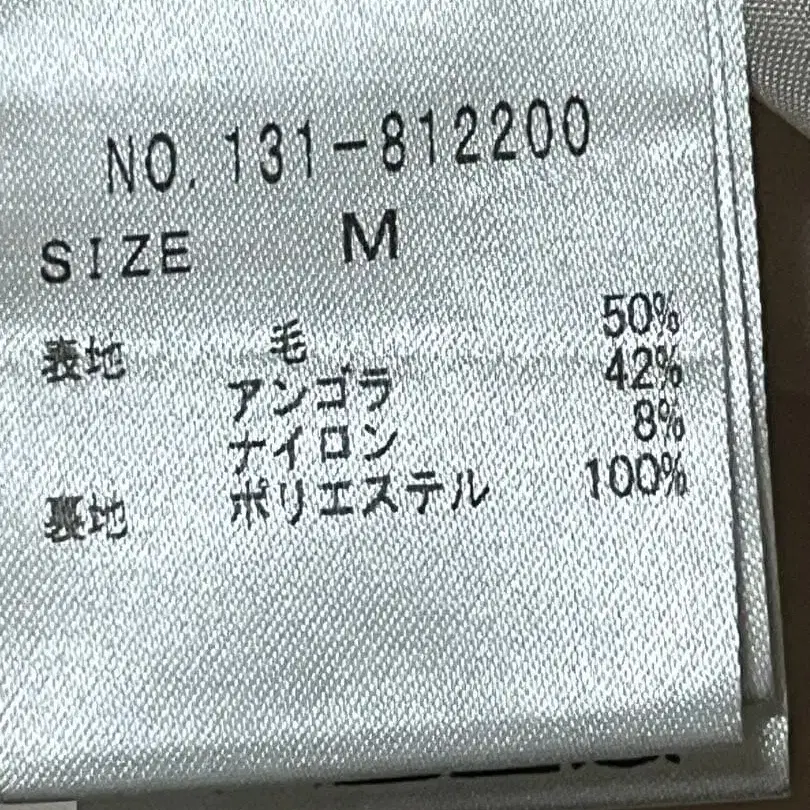 NO. 131-812200
SIZE M
表地 毛 50%
アンゴラ 42%
ナイロン 8%
裏地 ポリエステル 100%